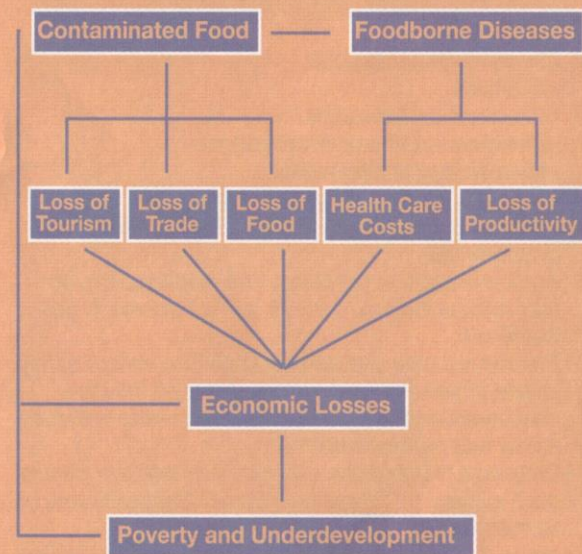 Contaminated Food
Foodborne Diseases
Loss of
Tourism
Loss of
Trade
Loss of
Food
Health Care
Costs
Loss of
Productivity
Economic Losses
Poverty and Underdevelopment